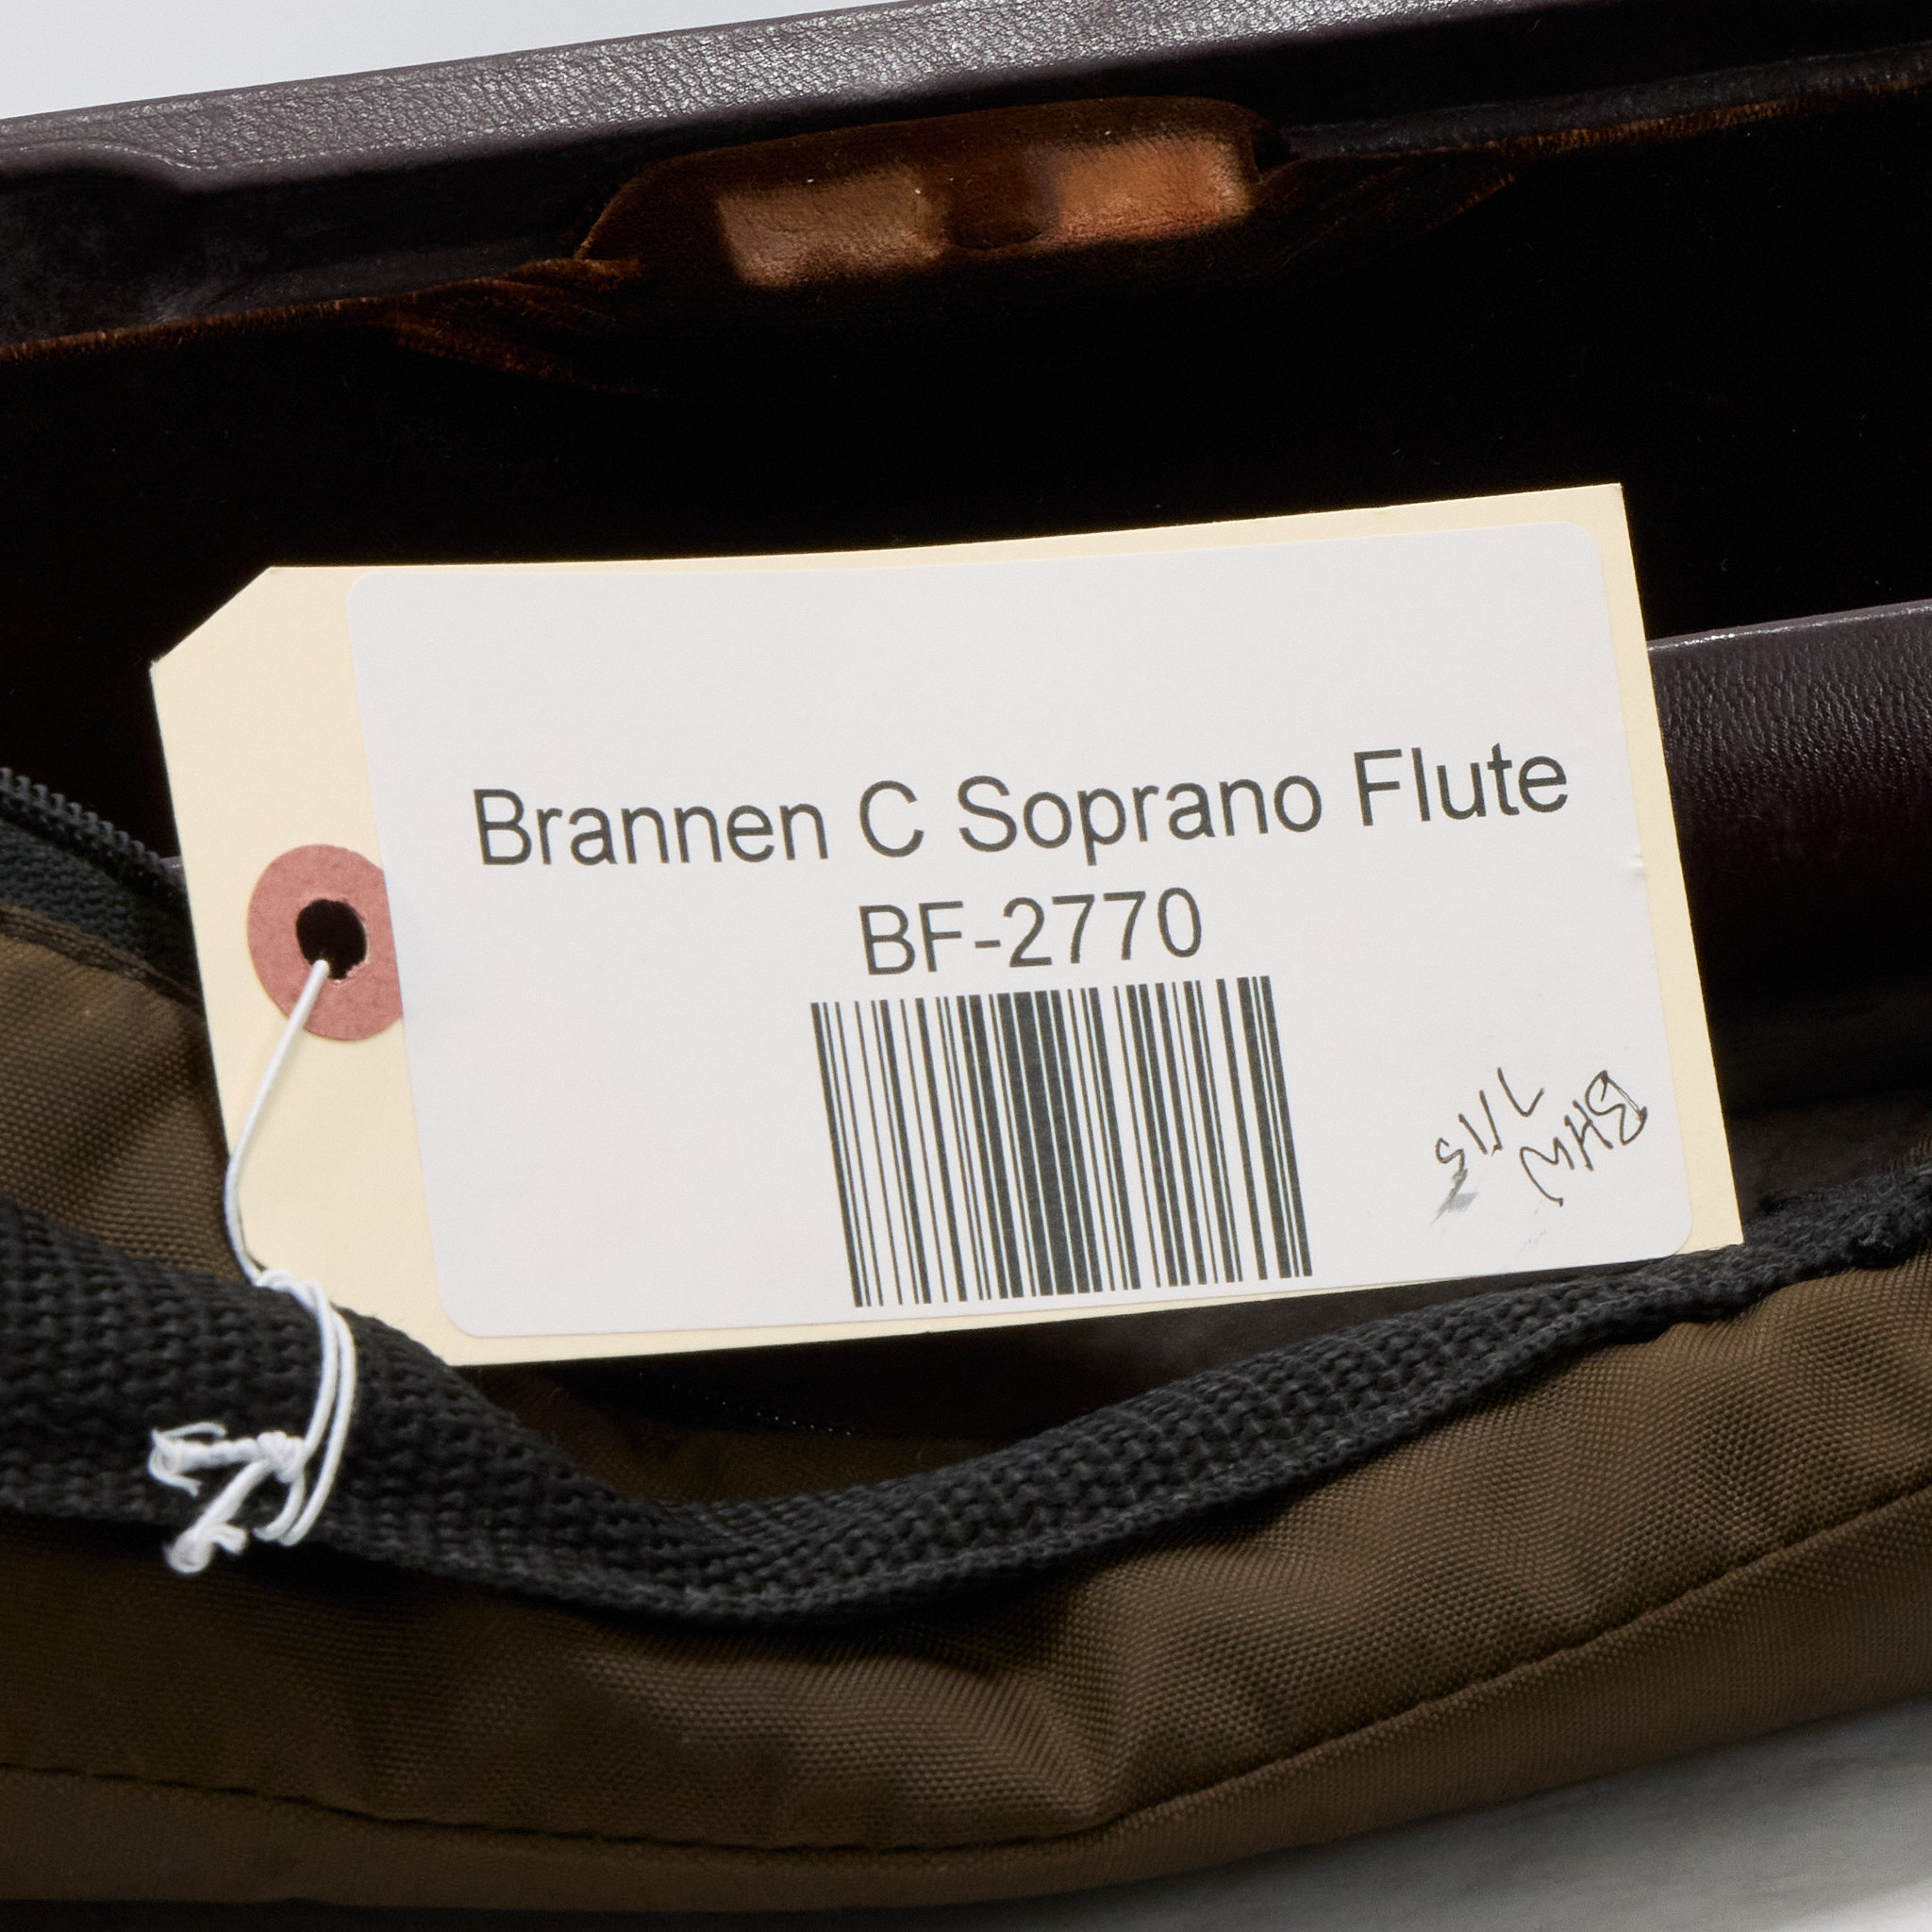 Brannen C Soprano Flute
BF-2770